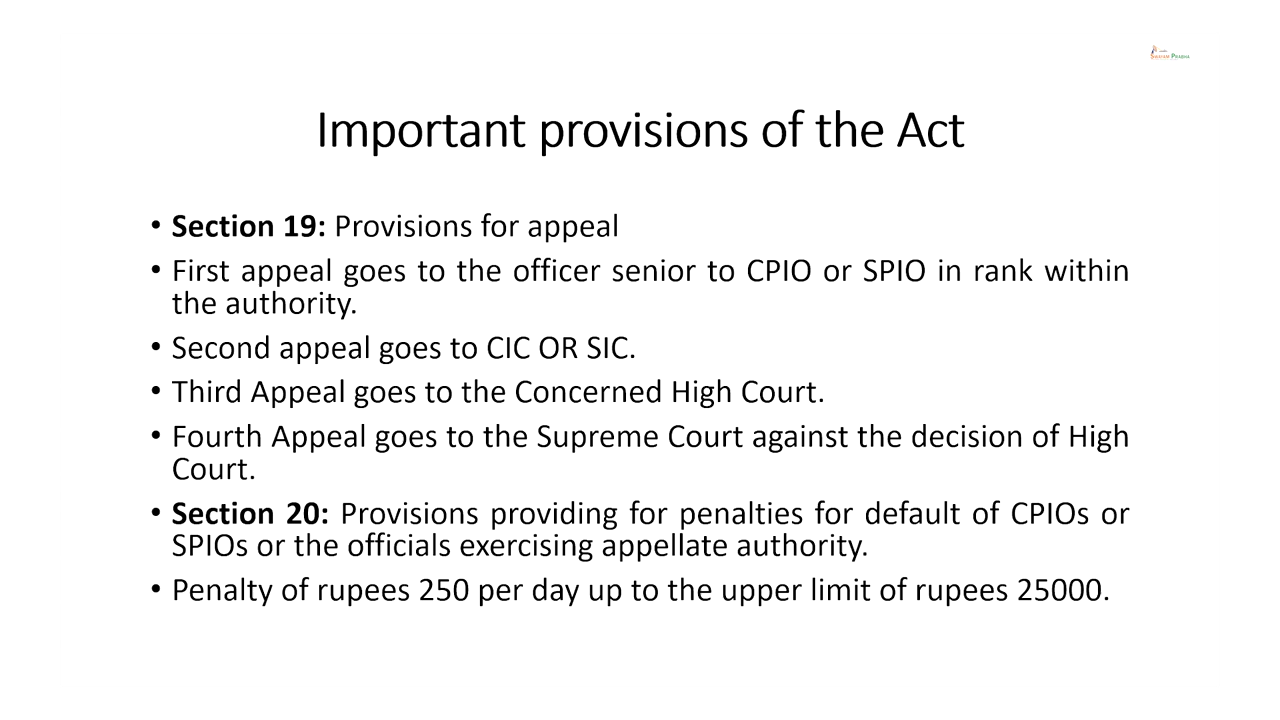 Important provisions of the Act
• Section 19: Provisions for appeal
• First appeal goes to the officer senior to CPIO or SPIO in rank within
the authority.
• Second appeal goes to CIC OR SIC.
• Third Appeal goes to the Concerned High Court.
• Fourth Appeal goes to the Supreme Court against the decision of High
Court.
• Section 20: Provisions providing for penalties for default of CPIOs or
SPIOs or the officials exercising appellate authority.
• Penalty of rupees 250 per day up to the upper limit of rupees 25000.